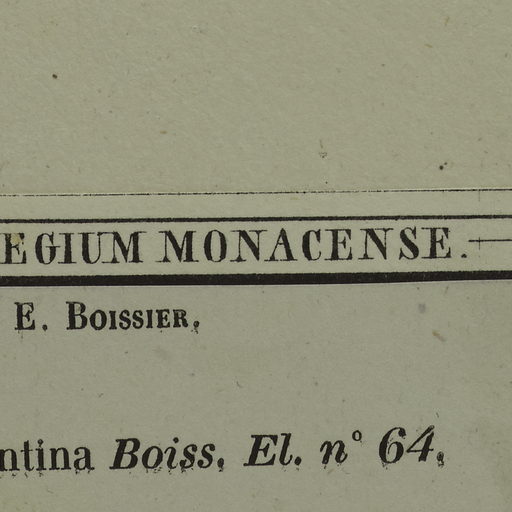 EGIUM MONACENSE.—
E. BOISSIER.
ntina Boiss. El. n° 64.